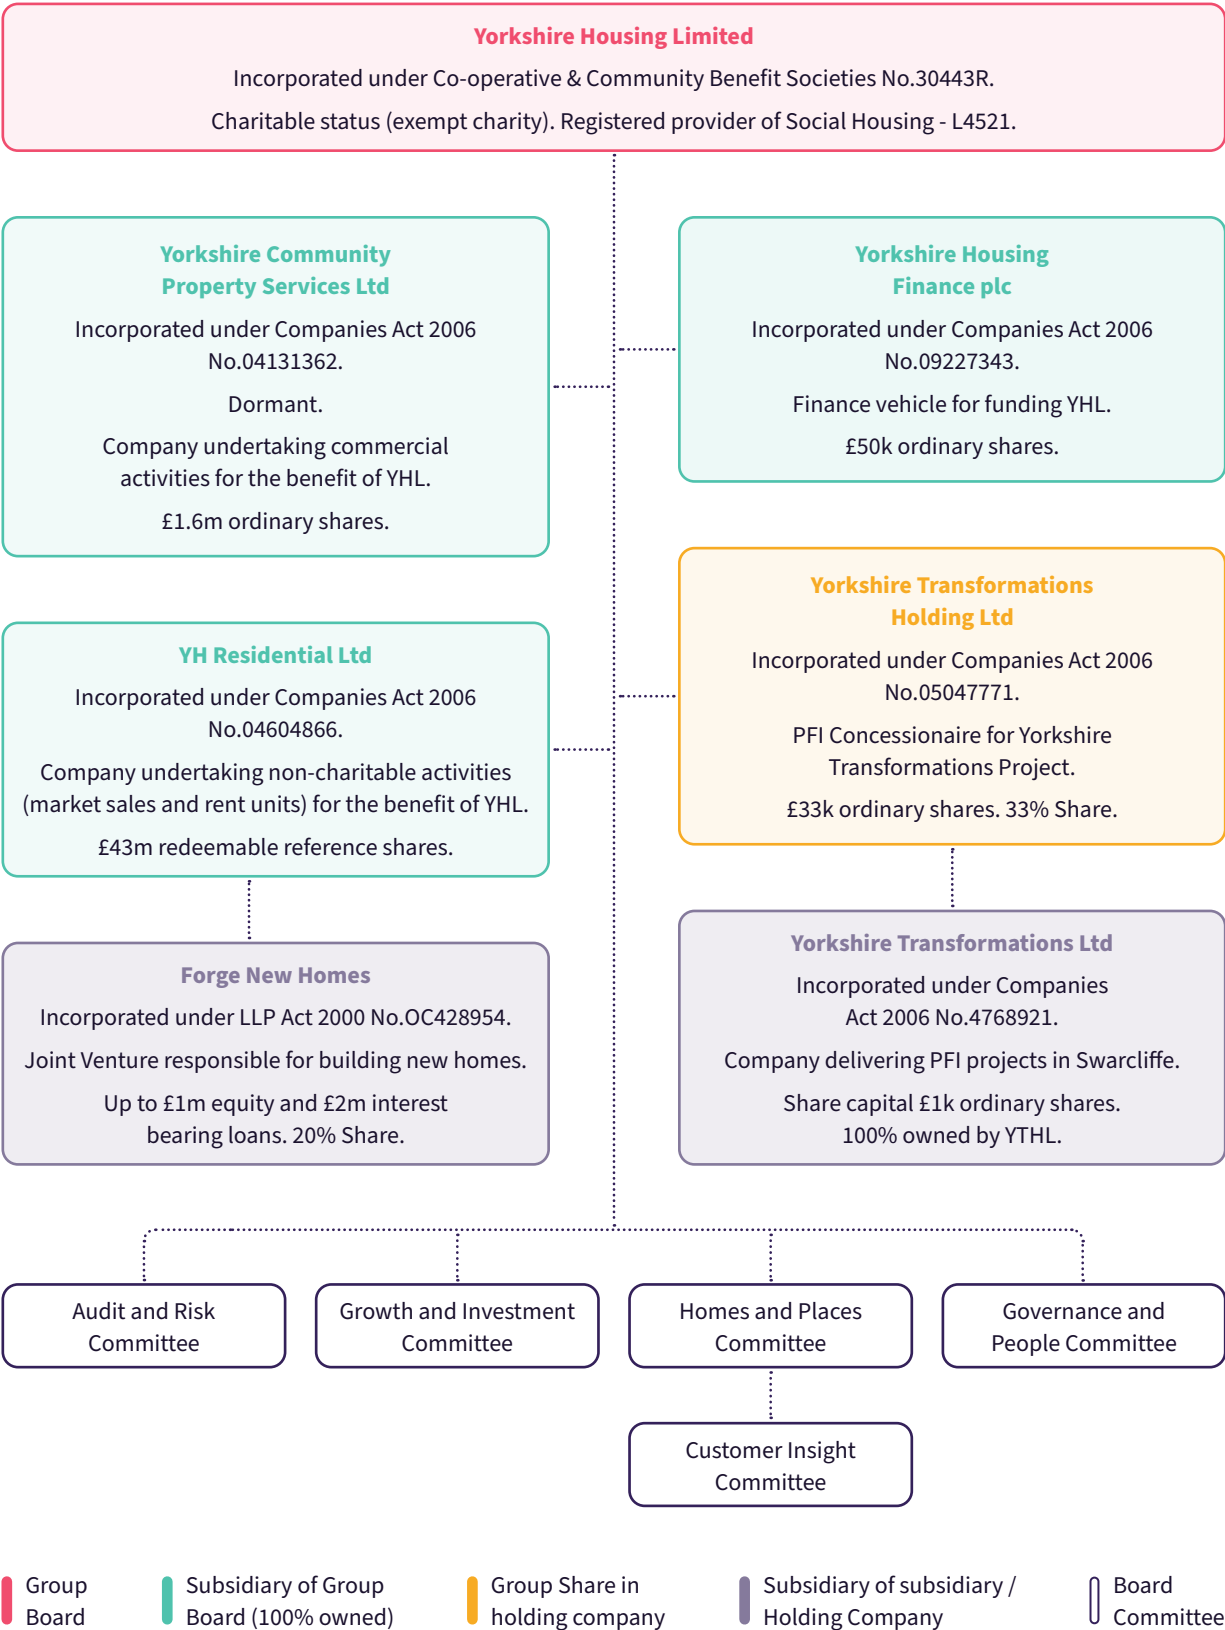 Yorkshire Housing Limited
Incorporated under Co-operative & Community Benefit Societies No.30443R.
Charitable status (exempt charity). Registered provider of Social Housing - L4521.
Yorkshire Community
Property Services Ltd
Incorporated under Companies Act 2006
No.04131362.
Dormant.
Company undertaking commercial
activities for the benefit of YHL.
£1.6m ordinary shares.
Yorkshire Housing
Finance plc
Incorporated under Companies Act 2006
No.09227343.
Finance vehicle for funding YHL.
£50k ordinary shares.
YH Residential Ltd
Incorporated under Companies Act 2006
No.04604866.
Company undertaking non-charitable activities
(market sales and rent units) for the benefit of YHL.
£43m redeemable reference shares.
Yorkshire Transformations
Holding Ltd
Incorporated under Companies Act 2006
No.05047771.
PFI Concessionaire for Yorkshire
Transformations Project.
£33k ordinary shares. 33% Share.
Forge New Homes
Incorporated under LLP Act 2000 No.OC428954.
Joint Venture responsible for building new homes.
Up to £1m equity and £2m interest
bearing loans. 20% Share.
Yorkshire Transformations Ltd
Incorporated under Companies
Act 2006 No.4768921.
Company delivering PFI projects in Swarcliffe.
Share capital £1k ordinary shares.
100% owned by YTHL.
Audit and Risk
Committee
Growth and Investment
Committee
Homes and Places
Committee
Governance and
People Committee
Customer Insight
Committee
Group
Board
Subsidiary of Group
Board (100% owned)
Group Share in
holding company
Subsidiary of subsidiary /
Holding Company
Board
Committee